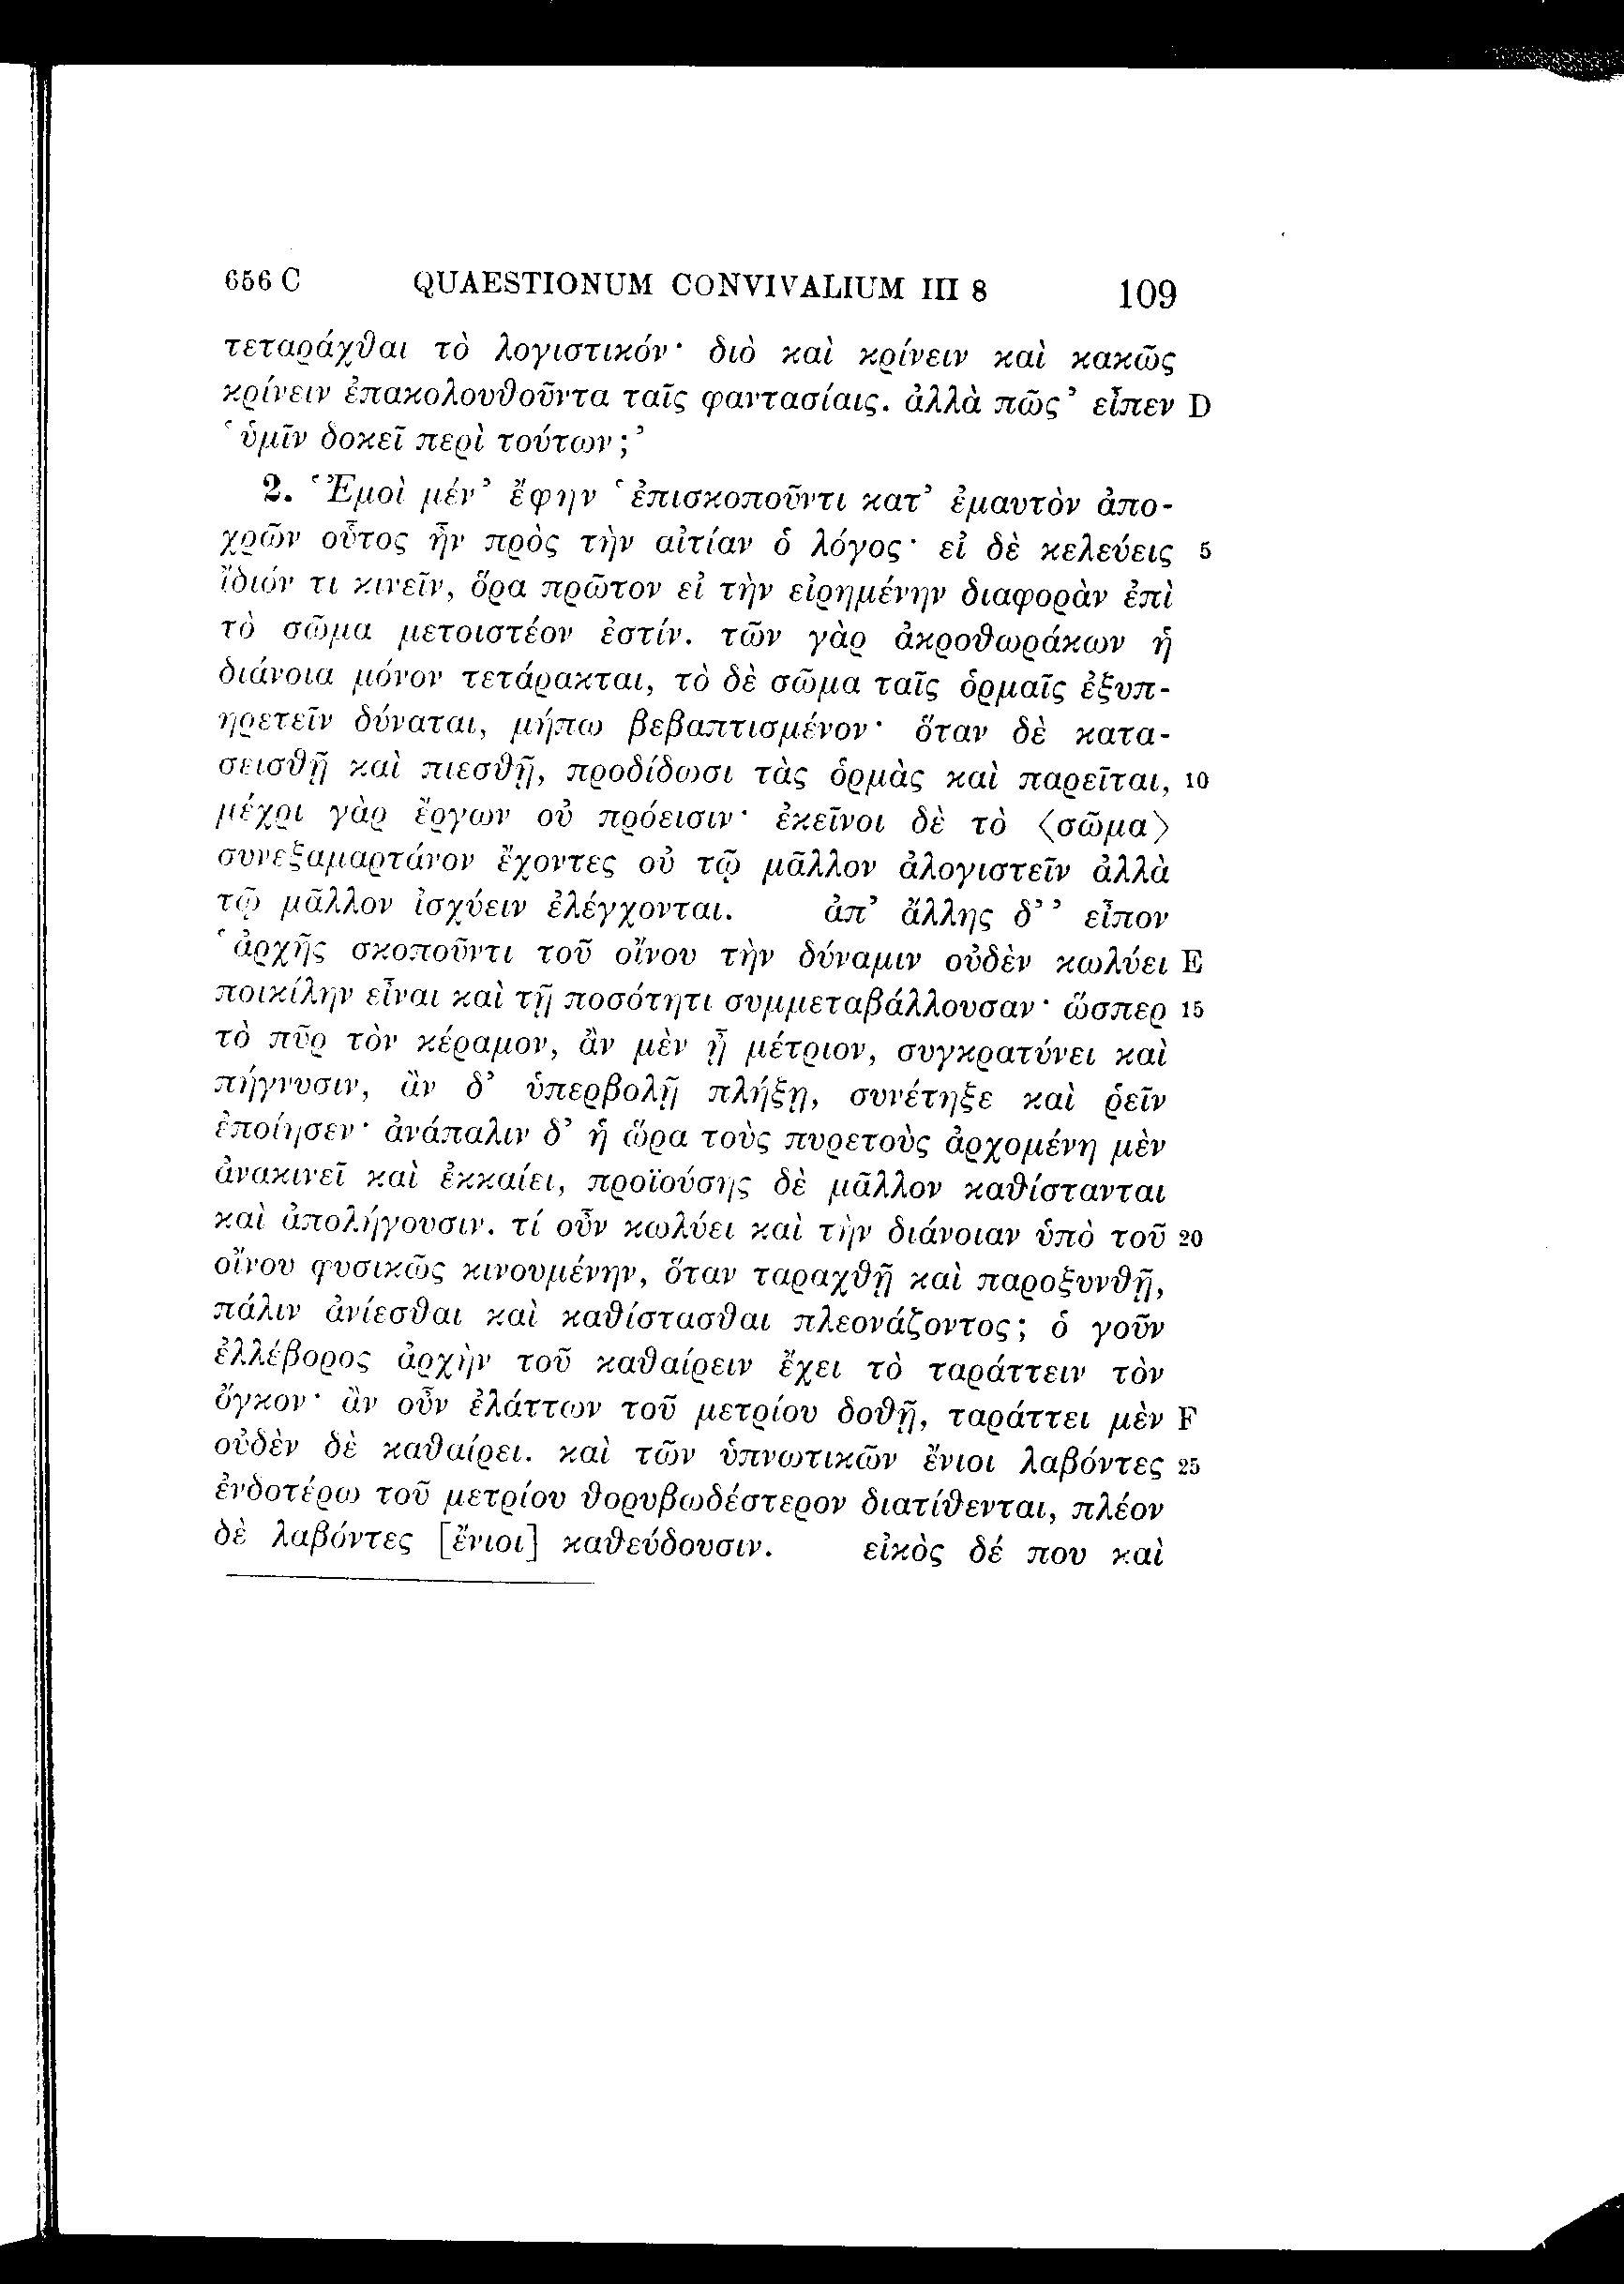 656 C QUAESTIONUM CONVIVALIUM III 8 109
τεταράχθαι τὸ λογιστικόν· διὸ καὶ κρίνειν καὶ κακῶς
κρίνειν ἐπακολουθοῦντα ταῖς φαντασίαις. ἀλλὰ πῶς’ εἶπεν D
‘ὑμῖν δοκεῖ περὶ τούτων;’
2. ‘Ἐμοὶ μέν’ ἔφην ‘ἐπισκοποῦντι κατ’ ἐμαυτὸν ἀπο-
χρῶν οὗτος ἦν πρὸς τὴν αἰτίαν ὁ λόγος· εἰ δὲ κελεύεις 5
ἴδιόν τι κινεῖν, ὅρα πρῶτον εἰ τὴν εἰρημένην διαφορὰν ἐπὶ
τὸ σῶμα μετοιστέον ἐστίν. τῶν γὰρ ἀκροθωράκων ἡ
διάνοια μόνον τετάρακται, τὸ δὲ σῶμα ταῖς ὁρμαῖς ἐξυπ-
ηρετεῖν δύναται, μήπω βεβαπτισμένον· ὅταν δὲ κατα-
σεισθῇ καὶ πιεσθῇ, προδίδωσι τὰς ὁρμὰς καὶ παρεῖται, 10
μέχρι γὰρ ἔργων οὐ πρόεισιν· ἐκεῖνοι δὲ τὸ 〈σῶμα〉
συνεξαμαρτάνον ἔχοντες οὐ τῷ μᾶλλον ἀλογιστεῖν ἀλλὰ
τῷ μᾶλλον ἰσχύειν ἐλέγχονται. ἀπ’ ἄλλης δ’’ εἶπον
‘ἀρχῆς σκοποῦντι τοῦ οἴνου τὴν δύναμιν οὐδὲν κωλύει E
ποικίλην εἶναι καὶ τῇ ποσότητι συμμεταβάλλουσαν· ὥσπερ 15
τὸ πῦρ τὸν κέραμον, ἂν μὲν ᾖ μέτριον, συγκρατύνει καὶ
πήγνυσιν, ἂν δ’ ὑπερβολῇ πλήξῃ, συνέτηξε καὶ ῥεῖν
ἐποίησεν· ἀνάπαλιν δ’ ἡ ὥρα τοὺς πυρετοὺς ἀρχομένη μὲν
ἀνακινεῖ καὶ ἐκκαίει, προϊούσης δὲ μᾶλλον καθίστανται
καὶ ἀπολήγουσιν. τί οὖν κωλύει καὶ τὴν διάνοιαν ὑπὸ τοῦ 20
οἴνου φυσικῶς κινουμένην, ὅταν ταραχθῇ καὶ παροξυνθῇ,
πάλιν ἀνίεσθαι καὶ καθίστασθαι πλεονάζοντος; ὁ γοῦν
ἐλλέβορος ἀρχὴν τοῦ καθαίρειν ἔχει τὸ ταράττειν τὸν
ὄγκον· ἂν οὖν ἐλάττων τοῦ μετρίου δοθῇ, ταράττει μὲν F
οὐδὲν δὲ καθαίρει. καὶ τῶν ὑπνωτικῶν ἔνιοι λαβόντες 25
ἐνδοτέρω τοῦ μετρίου θορυβωδέστερον διατίθενται, πλέον
δὲ λαβόντες [ἔνιοι] καθεύδουσιν. εἰκὸς δέ που καὶ